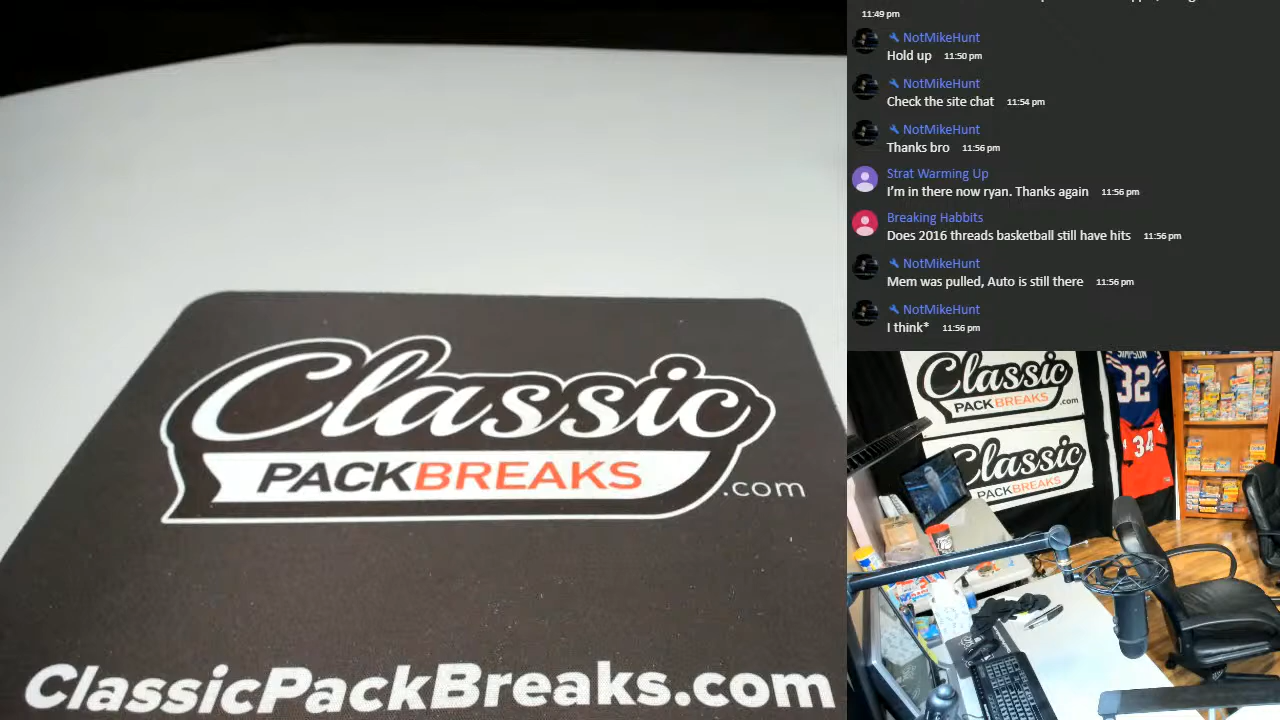 11:49 pm
NotMikeHunt
Hold up 11:50 pm
NotMikeHunt
Check the site chat 11:54 pm
NotMikeHunt
Thanks bro 11:56 pm
Strat Warming Up
I’m in there now ryan. Thanks again 11:56 pm
Breaking Habbits
Does 2016 threads basketball still have hits 11:56 pm
NotMikeHunt
Mem was pulled, Auto is still there 11:56 pm
NotMikeHunt
I think* 11:56 pm
Classic
PACKBREAKS
.com
ClassicPackBreaks.com
Classic
PACKBREAKS
.com
Classic
PACKBREAKS
SIMPSON
32
34